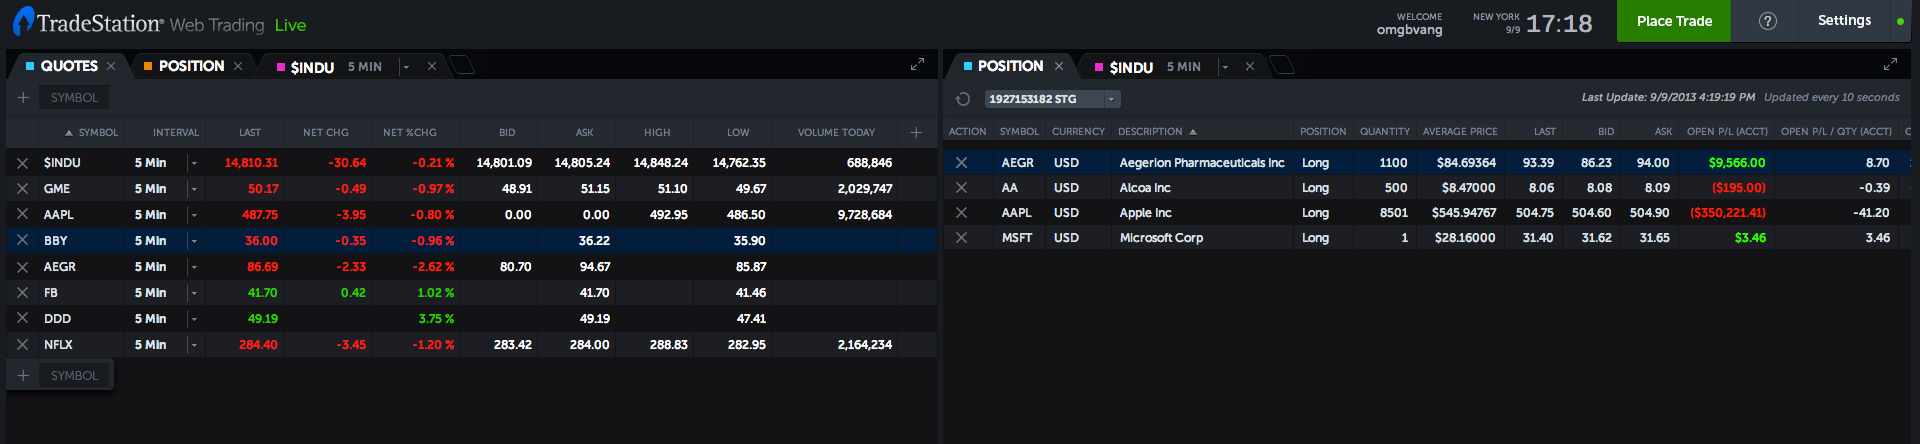 TradeStation® Web Trading Live
WELCOME
omgbvang
NEW YORK
9/9
17:18
Place Trade
?
Settings
QUOTES
POSITION
$INDU 5 MIN
SYMBOL
SYMBOL INTERVAL LAST NET CHG NET %CHG BID ASK HIGH LOW VOLUME TODAY
$INDU 5 Min 14,810.31 -30.64 -0.21 % 14,801.09 14,805.24 14,848.24 14,762.35 688,846
GME 5 Min 50.17 -0.49 -0.97 % 48.91 51.15 51.10 49.67 2,029,747
AAPL 5 Min 487.75 -3.95 -0.80 % 0.00 0.00 492.95 486.50 9,728,684
BBY 5 Min 36.00 -0.35 -0.96 % 36.22 35.90
AEGR 5 Min 86.69 -2.33 -2.62 % 80.70 94.67 85.87
FB 5 Min 41.70 0.42 1.02 % 41.70 41.46
DDD 5 Min 49.19 3.75 % 49.19 47.41
NFLX 5 Min 284.40 -3.45 -1.20 % 283.42 284.00 288.83 282.95 2,164,234
SYMBOL
POSITION
$INDU 5 MIN
1927153182 STG
Last Update: 9/9/2013 4:19:19 PM Updated every 10 seconds
ACTION SYMBOL CURRENCY DESCRIPTION POSITION QUANTITY AVERAGE PRICE LAST BID ASK OPEN P/L (ACCT) OPEN P/L / QTY (ACCT)
AEGR USD Aegerion Pharmaceuticals Inc Long 1100 $84.69364 93.39 86.23 94.00 $9,566.00 8.70
AA USD Alcoa Inc Long 500 $8.47000 8.06 8.08 8.09 ($195.00) -0.39
AAPL USD Apple Inc Long 8501 $545.94767 504.75 504.60 504.90 ($350,221.41) -41.20
MSFT USD Microsoft Corp Long 1 $28.16000 31.40 31.62 31.65 $3.46 3.46